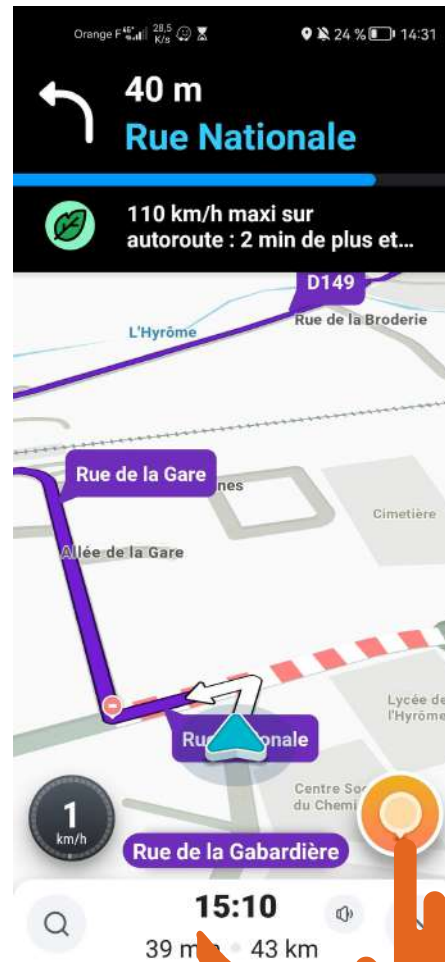 Orange F 46+ 28,5 K/s 24 % 14:31
40 m
Rue Nationale
110 km/h maxi sur
autoroute : 2 min de plus et...
D149
Rue de la Broderie
L'Hyrôme
Rue de la Gare
nes
Cimetière
Allée de la Gare
Lycée de
l'Hyrôme
Centre So
du Chemi
1
km/h
Rue de la Gabardière
15:10
39 m 43 km